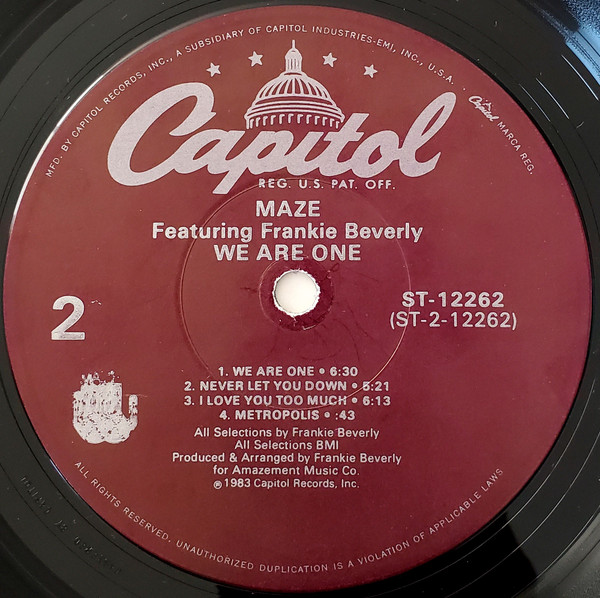 MFD. BY CAPITOL RECORDS, INC., A SUBSIDIARY OF CAPITOL INDUSTRIES-EMI, INC., U.S.A. . Capitol MARCA REG.
Capitol
REG. U.S. PAT. OFF.
MAZE
Featuring Frankie Beverly
WE ARE ONE
2
ST-12262
(ST-2-12262)
1. WE ARE ONE • 6:30
2. NEVER LET YOU DOWN • 5:21
3. I LOVE YOU TOO MUCH • 6:13
4. METROPOLIS • :43
All Selections by Frankie Beverly
All Selections BMI
Produced & Arranged by Frankie Beverly
for Amazement Music Co.
℗ 1983 Capitol Records, Inc.
ALL RIGHTS RESERVED. UNAUTHORIZED DUPLICATION IS A VIOLATION OF APPLICABLE LAWS